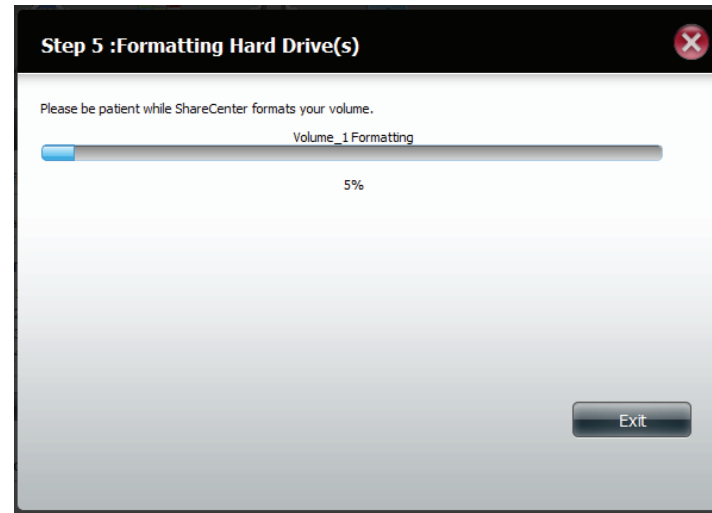 Step 5 :Formatting Hard Drive(s)
Please be patient while ShareCenter formats your volume.
Volume_1 Formatting
5%
Exit